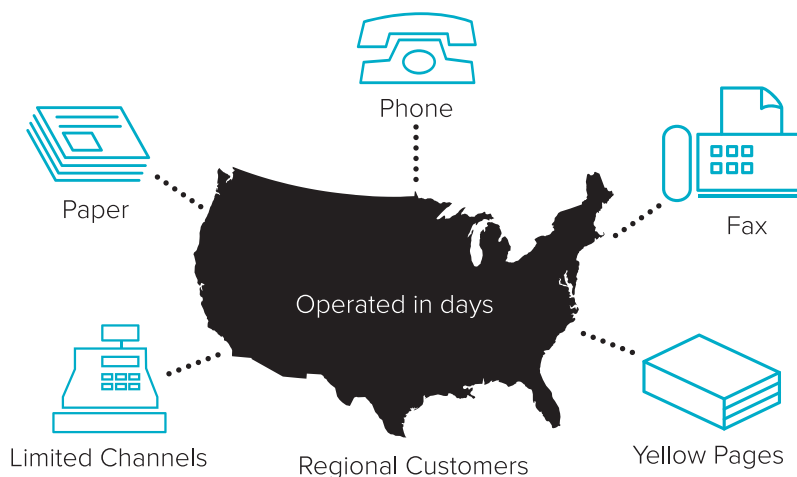 Phone
Paper
Fax
Operated in days
Limited Channels
Regional Customers
Yellow Pages